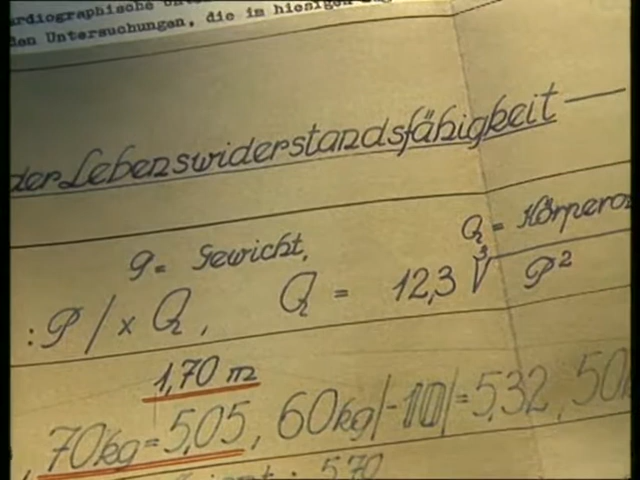 den Untersuchungen, die im hiesigen
der Lebenswiderstandsfähigkeit —
P = Gewicht,
Q = Körpero
: P / x Q, Q = 12,3 ∛P²
1,70 m
, 70kg = 5,05, 60kg/-10/= 5,32, 50
: 5,70